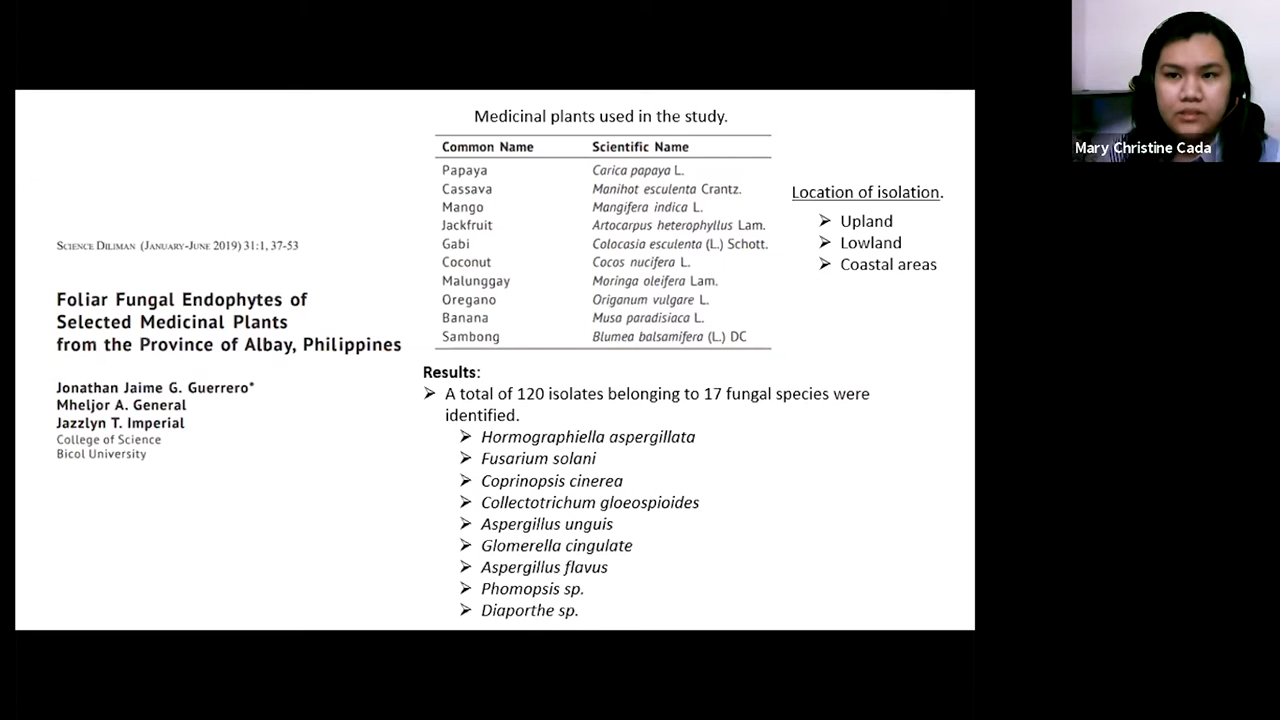 Mary Christine Cada
SCIENCE DILIMAN (JANUARY-JUNE 2019) 31:1, 37-53
Foliar Fungal Endophytes of
Selected Medicinal Plants
from the Province of Albay, Philippines
Jonathan Jaime G. Guerrero*
Mheljor A. General
Jazzlyn T. Imperial
College of Science
Bicol University
Medicinal plants used in the study.
Common Name Scientific Name
Papaya Carica papaya L.
Cassava Manihot esculenta Crantz.
Mango Mangifera indica L.
Jackfruit Artocarpus heterophyllus Lam.
Gabi Colocasia esculenta (L.) Schott.
Coconut Cocos nucifera L.
Malunggay Moringa oleifera Lam.
Oregano Origanum vulgare L.
Banana Musa paradisiaca L.
Sambong Blumea balsamifera (L.) DC
Location of isolation.
➢ Upland
➢ Lowland
➢ Coastal areas
Results:
➢ A total of 120 isolates belonging to 17 fungal species were
identified.
➢ Hormographiella aspergillata
➢ Fusarium solani
➢ Coprinopsis cinerea
➢ Collectotrichum gloeospioides
➢ Aspergillus unguis
➢ Glomerella cingulate
➢ Aspergillus flavus
➢ Phomopsis sp.
➢ Diaporthe sp.